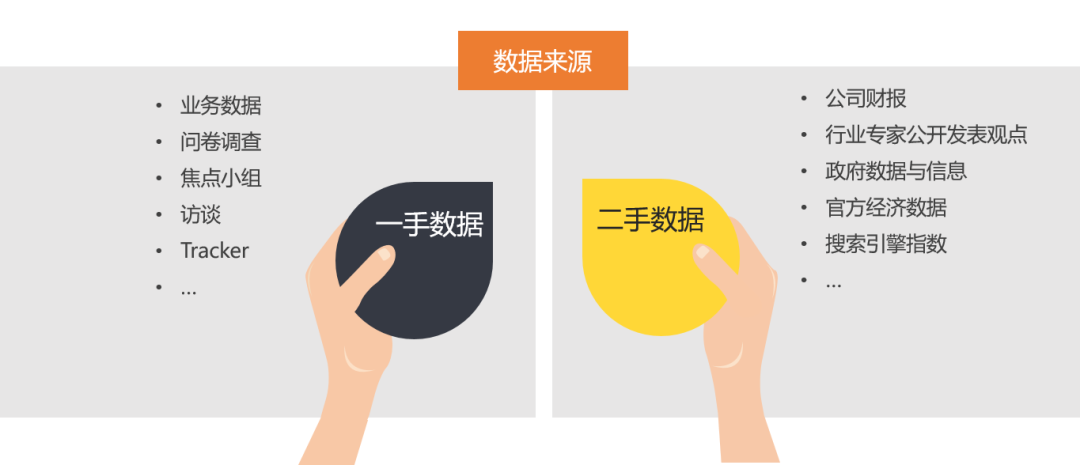 数据来源
• 业务数据
• 问卷调查
• 焦点小组
• 访谈
• Tracker
• ...
一手数据
二手数据
• 公司财报
• 行业专家公开发表观点
• 政府数据与信息
• 官方经济数据
• 搜索引擎指数
• ...